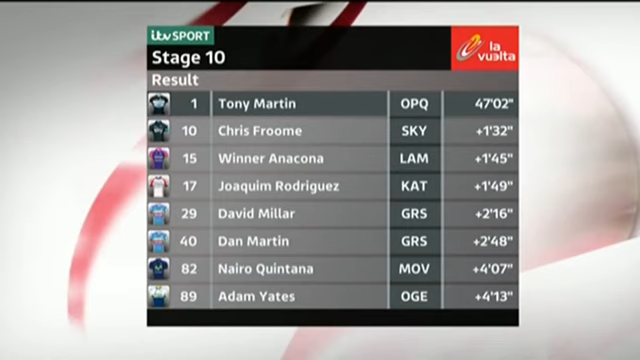 itv SPORT
la vuelta
Stage 10
Result
1 Tony Martin OPQ 47'02"
10 Chris Froome SKY +1'32"
15 Winner Anacona LAM +1'45"
17 Joaquim Rodriguez KAT +1'49"
29 David Millar GRS +2'16"
40 Dan Martin GRS +2'48"
82 Nairo Quintana MOV +4'07"
89 Adam Yates OGE +4'13"